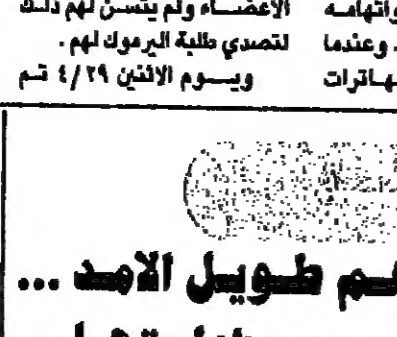 الاعضاء ولم يتسن لهم ذلك
لتصدي طلبة اليرموك لهم .
ويوم الاثنين ٢٩ /٤ تم
واتهامه
. وعندما
هاترات
طويل الامد ...